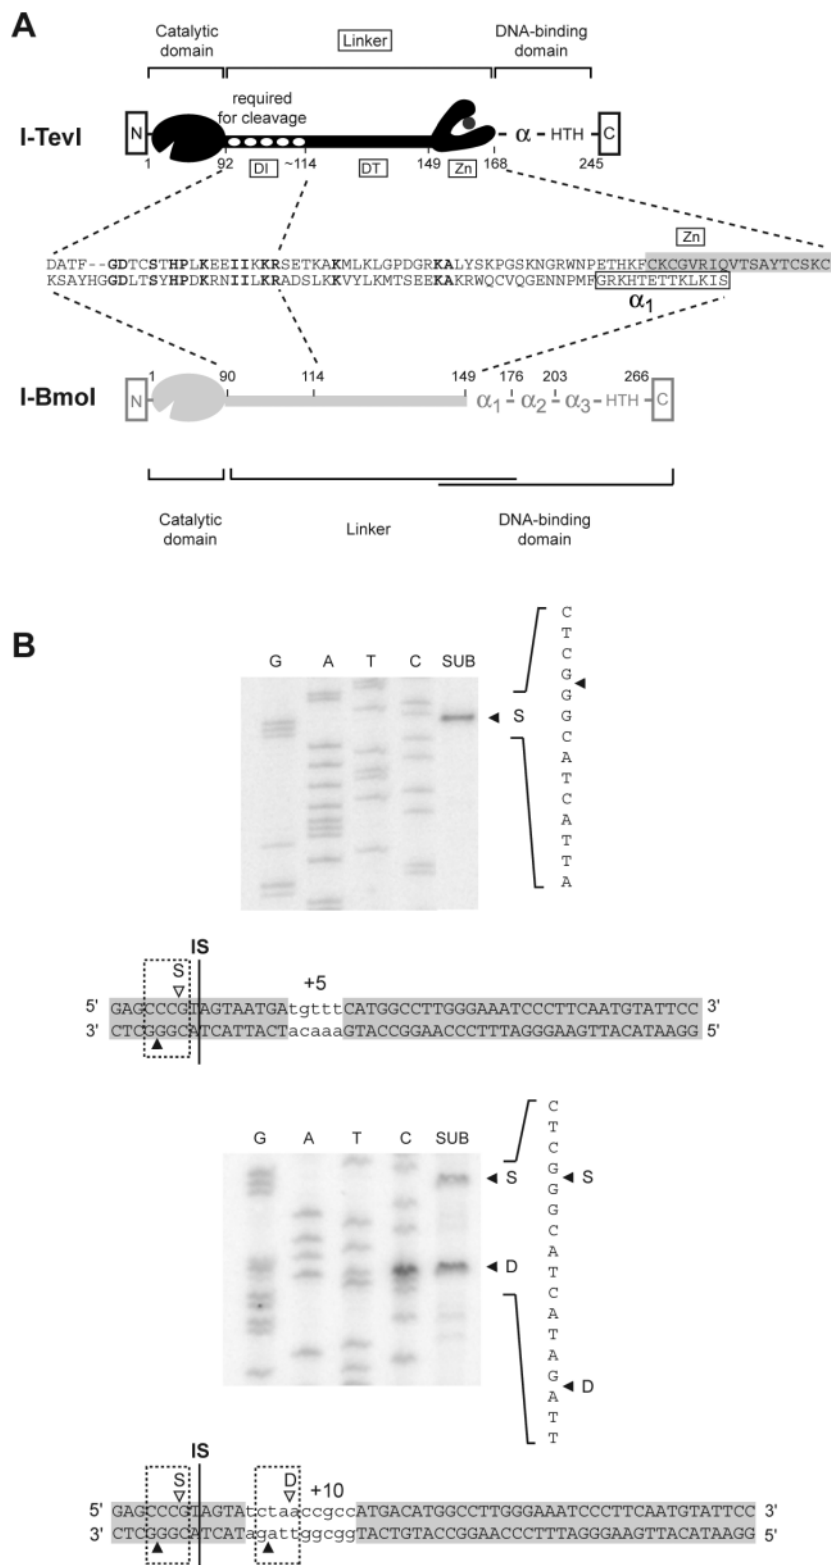 A
Catalytic domain
Linker
DNA-binding domain
required for cleavage
I-TevI
N
α
HTH
C
1
92
DI
~114
DT
149
Zn
168
245
Zn
DATF--GDTCSTHPLKEEIIKKRSETKAKMLKLGPDGRKALYSKPGSKNGRWNPETHKFCKCGVRIQVTSAYTCSKC
KSAYHGGGDLTSYHPDKRNIILKRADSLKKVYLKMTSEEKAKRWQCVQGENNPMFGRKHTETTKLKIS
α1
I-BmoI
1
90
114
149
176
203
266
N
α1
α2
α3
HTH
C
Catalytic domain
Linker
DNA-binding domain
B
G A T C SUB
S
C
T
C
G
G
G
C
A
T
C
A
T
T
A
IS
S
+5
5' GAGCCCGTAGTAATGAtgtttCATGGCCTTGGGAAATCCCTTCAATGTATTCC 3'
3' CTCGGGCATCATTACTacaaaGTACCGGAACCCTTTAGGGAAGTTACATAAGG 5'
G A T C SUB
S
D
C
T
C
G
G S
G
C
A
T
C
A
T
A
G
A D
T
T
IS
S
D
+10
5' GAGCCCGTAGTATctaaccgccATGACATGGCCTTGGGAAATCCCTTCAATGTATTCC 3'
3' CTCGGGCATCATAgattggcggTACTGTACCGGAACCCTTTAGGGAAGTTACATAAGG 5'